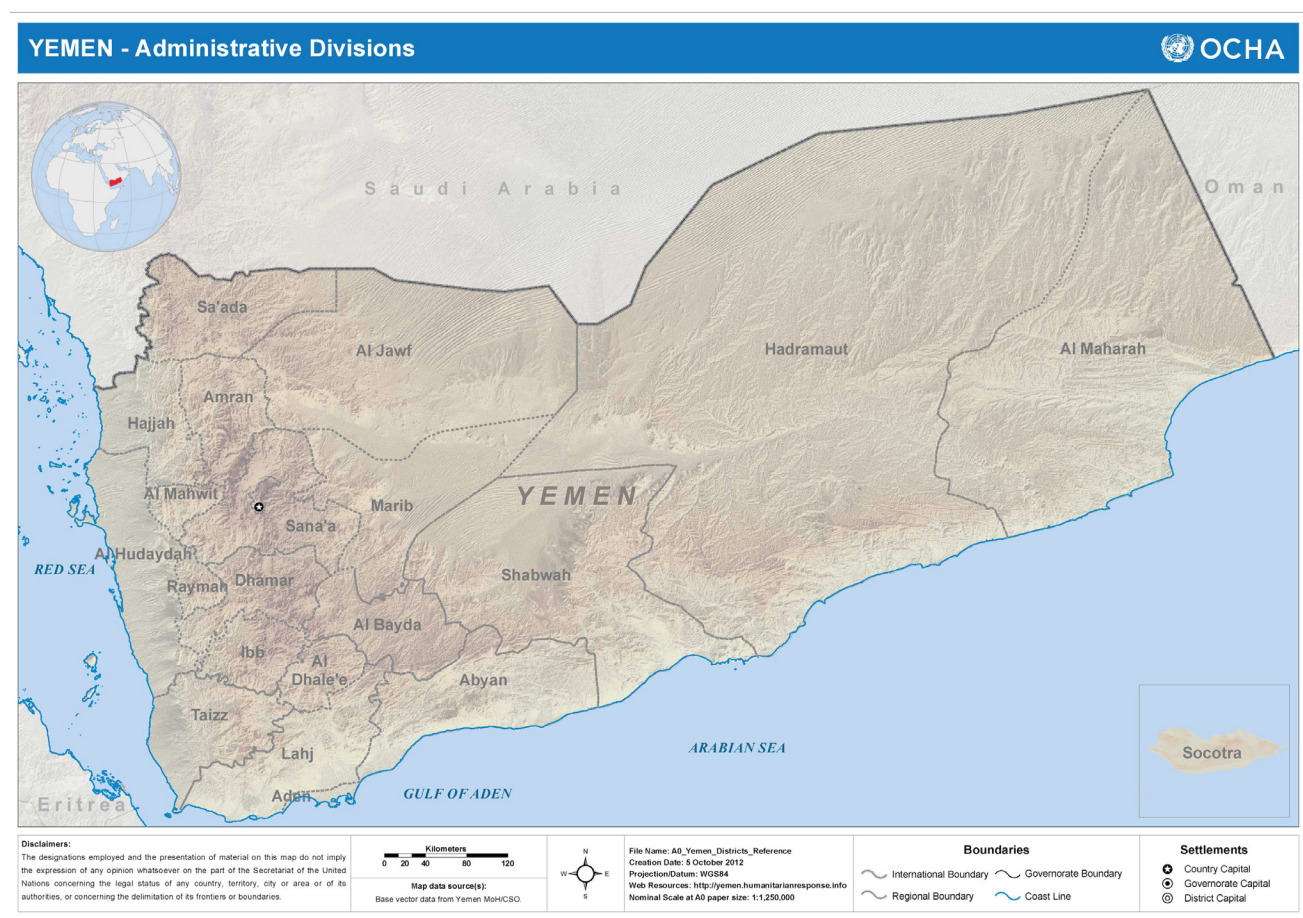 YEMEN - Administrative Divisions
OCHA
Saudi Arabia
Oman
Sa'ada
Al Jawf
Hadramaut
Al Maharah
Amran
Hajjah
Al Mahwit
YEMEN
Marib
Sana'a
Al Hudaydah
RED SEA
Shabwah
Dhamar
Raymah
Al Bayda
Ibb
Al
Dhale'e
Abyan
Taizz
ARABIAN SEA
Lahj
Socotra
Aden
GULF OF ADEN
Eritrea
Disclaimers:
The designations employed and the presentation of material on this map do not imply
the expression of any opinion whatsoever on the part of the Secretariat of the United
Nations concerning the legal status of any country, territory, city or area or of its
authorities, or concerning the delimitation of its frontiers or boundaries.
Kilometers
0 20 40 80 120
Map data source(s):
Base vector data from Yemen MoH/CSO.
N
W E
S
File Name: A0_Yemen_Districts_Reference
Creation Date: 5 October 2012
Projection/Datum: WGS84
Web Resources: http://yemen.humanitarianresponse.info
Nominal Scale at A0 paper size: 1:1,250,000
Boundaries
International Boundary Governorate Boundary
Regional Boundary Coast Line
Settlements
Country Capital
Governorate Capital
District Capital